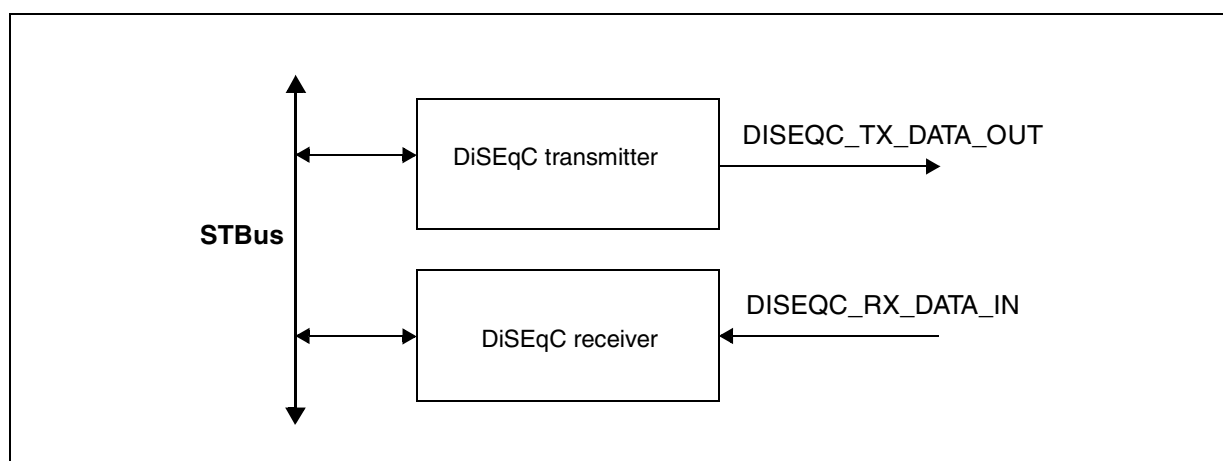 DiSEqC transmitter
DISEQC_TX_DATA_OUT
STBus
DiSEqC receiver
DISEQC_RX_DATA_IN